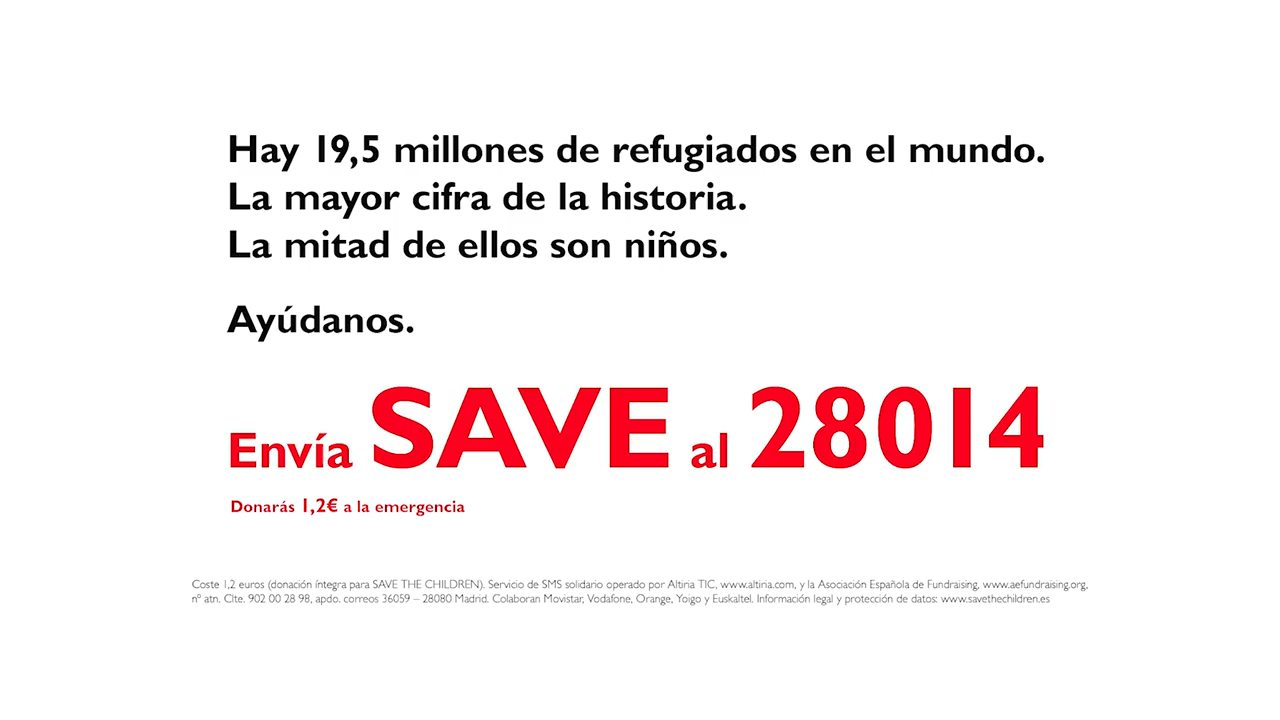 Hay 19,5 millones de refugiados en el mundo.
La mayor cifra de la historia.
La mitad de ellos son niños.
Ayúdanos.
Envía SAVE al 28014
Donarás 1,2€ a la emergencia
Coste 1,2 euros (donación íntegra para SAVE THE CHILDREN). Servicio de SMS solidario operado por Altiria TIC, www.altiria.com, y la Asociación Española de Fundraising, www.aefundraising.org,
nº atn. Clte. 902 00 28 98, apdo. correos 36059 – 28080 Madrid. Colaboran Movistar, Vodafone, Orange, Yoigo y Euskaltel. Información legal y protección de datos: www.savethechildren.es